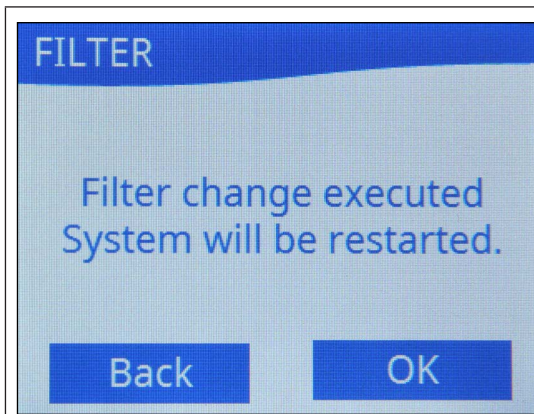 FILTER
Filter change executed
System will be restarted.
Back
OK